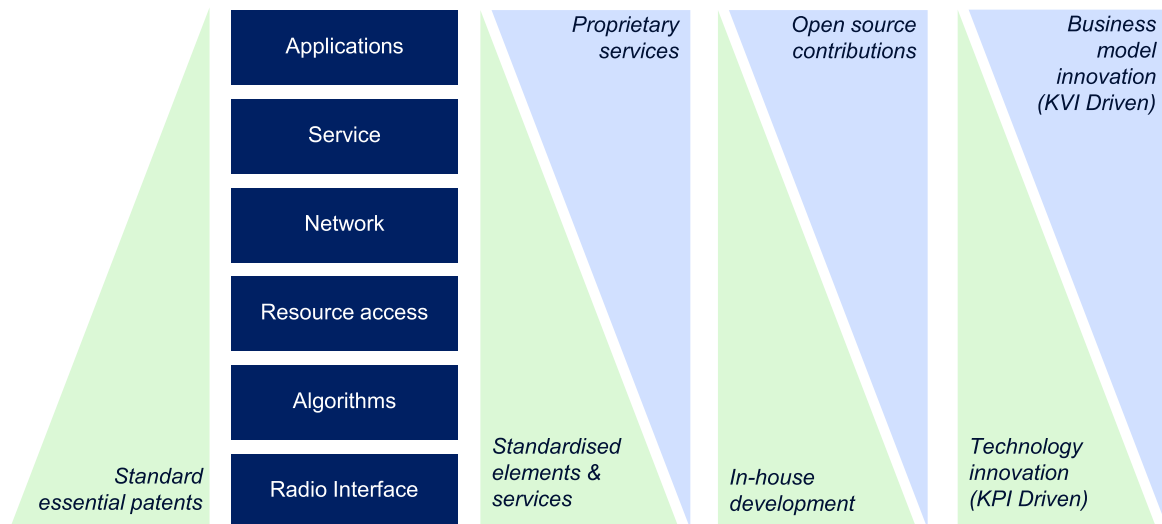 Applications
Service
Network
Resource access
Algorithms
Radio Interface
Standard
essential patents
Proprietary
services
Standardised
elements &
services
Open source
contributions
In-house
development
Business
model
innovation
(KVI Driven)
Technology
innovation
(KPI Driven)